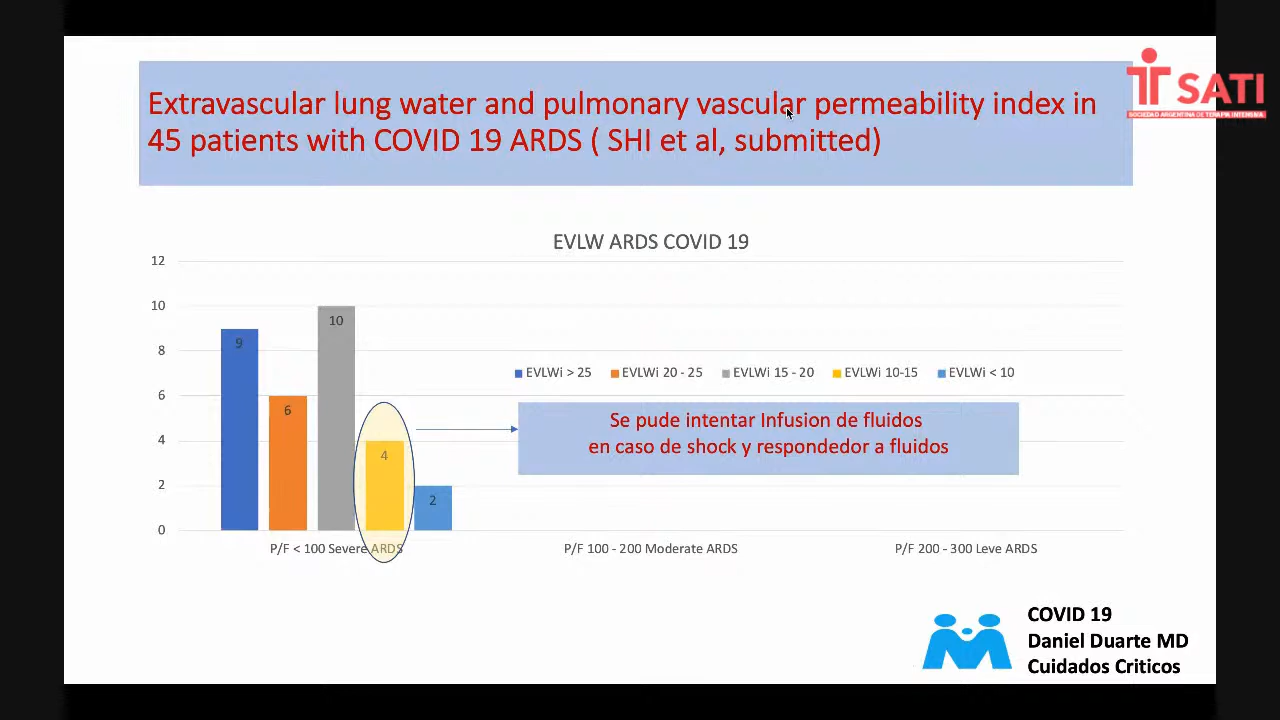 Extravascular lung water and pulmonary vascular permeability index in
45 patients with COVID 19 ARDS ( SHI et al, submitted)
SATI
SOCIEDAD ARGENTINA DE TERAPIA INTENSIVA
EVLW ARDS COVID 19
12
10
8
6
4
2
0
9
6
10
4
2
EVLWi > 25 EVLWi 20 - 25 EVLWi 15 - 20 EVLWi 10-15 EVLWi < 10
Se pude intentar Infusion de fluidos
en caso de shock y respondedor a fluidos
P/F < 100 Severe ARDS P/F 100 - 200 Moderate ARDS P/F 200 - 300 Leve ARDS
COVID 19
Daniel Duarte MD
Cuidados Criticos